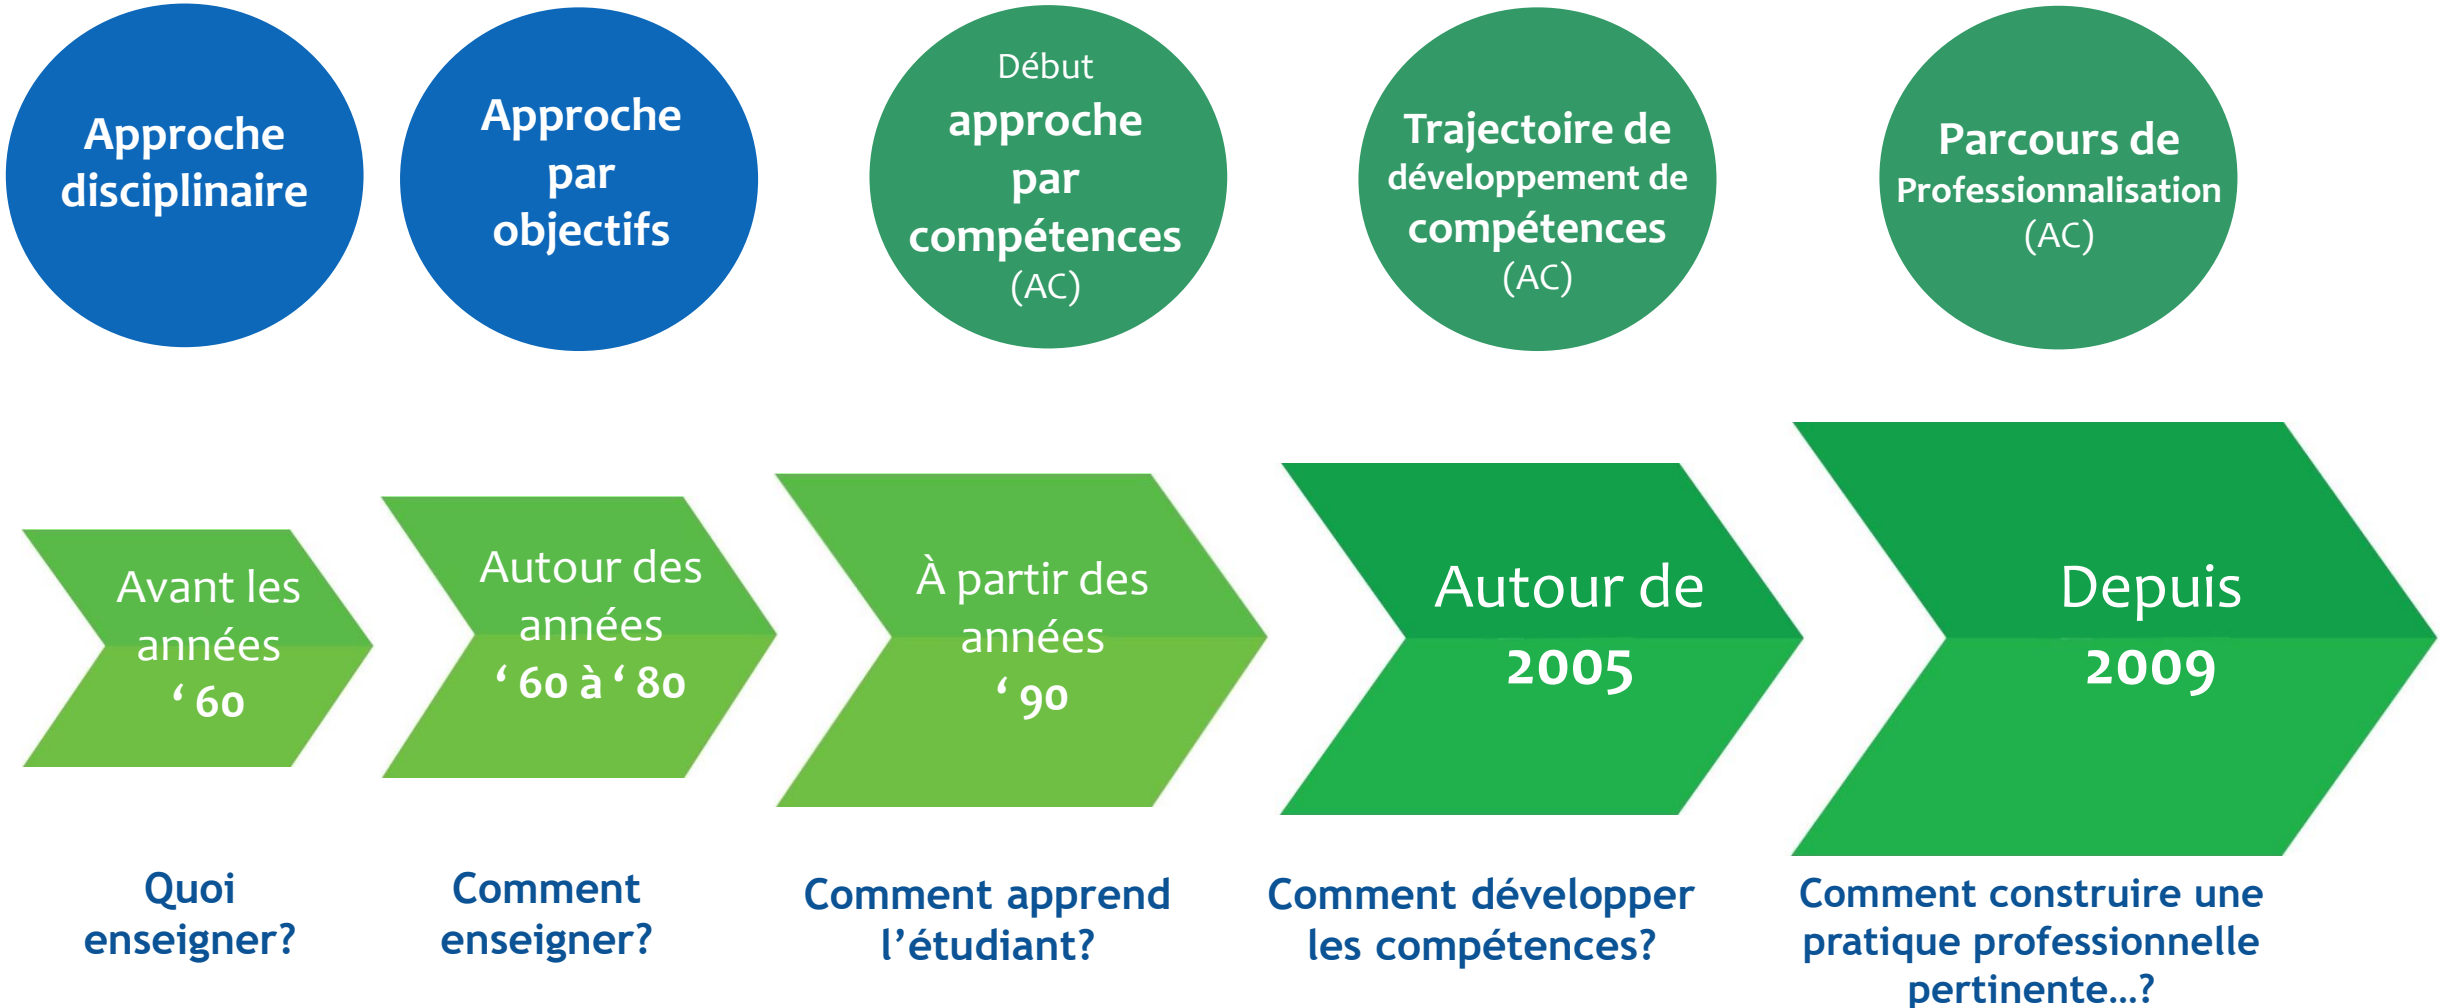 Approche
disciplinaire
Approche
par
objectifs
Début
approche
par
compétences
(AC)
Trajectoire de
développement de
compétences
(AC)
Parcours de
Professionnalisation
(AC)
Avant les
années
‘ 60
Autour des
années
‘ 60 à ‘ 80
À partir des
années
‘ 90
Autour de
2005
Depuis
2009
Quoi
enseigner?
Comment
enseigner?
Comment apprend
l’étudiant?
Comment développer
les compétences?
Comment construire une
pratique professionnelle
pertinente...?